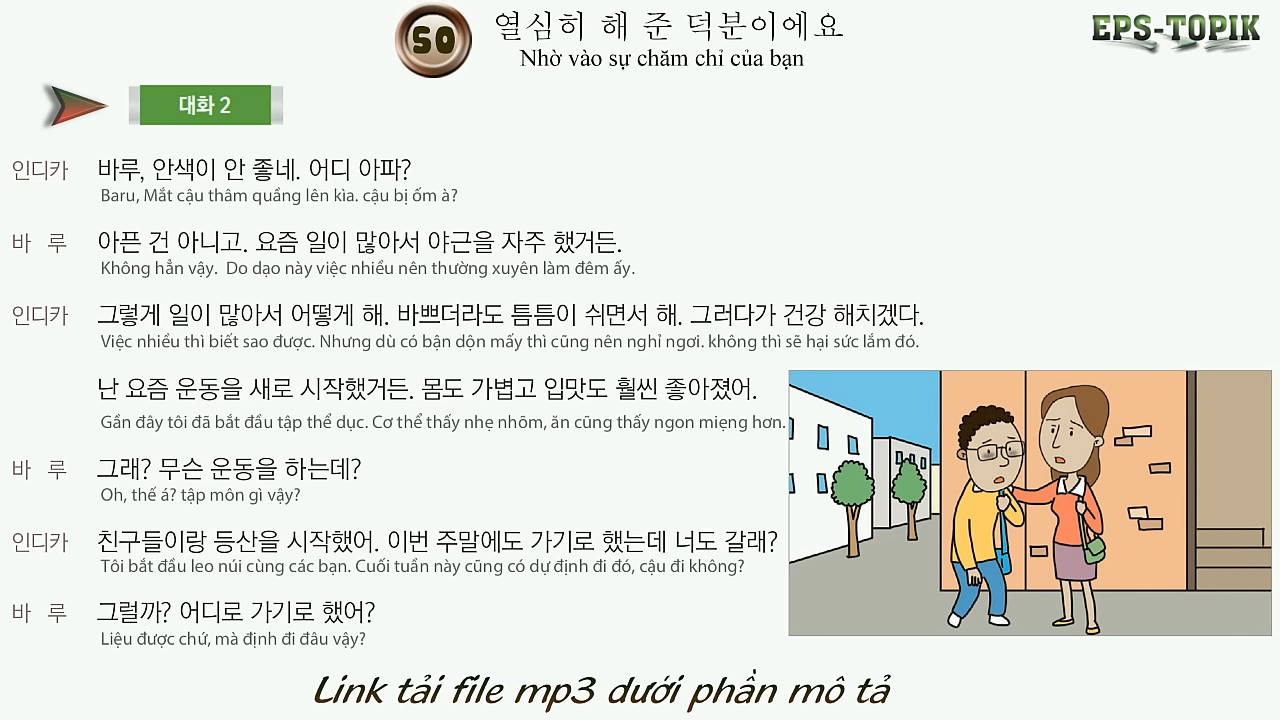 50
열심히 해 준 덕분이에요
Nhờ vào sự chăm chỉ của bạn
EPS-TOPIK
대화 2
인디카 바루, 안색이 안 좋네. 어디 아파?
Baru, Mắt cậu thâm quầng lên kìa. cậu bị ốm à?
바 루 아픈 건 아니고. 요즘 일이 많아서 야근을 자주 했거든.
Không hẳn vậy. Do dạo này việc nhiều nên thường xuyên làm đêm ấy.
인디카 그렇게 일이 많아서 어떻게 해. 바쁘더라도 틈틈이 쉬면서 해. 그러다가 건강 해치겠다.
Việc nhiều thì biết sao được. Nhưng dù có bận dộn mấy thì cũng nên nghỉ ngơi. không thì sẽ hại sức lắm đó.
난 요즘 운동을 새로 시작했거든. 몸도 가볍고 입맛도 훨씬 좋아졌어.
Gần đây tôi đã bắt đầu tập thể dục. Cơ thể thấy nhẹ nhõm, ăn cũng thấy ngon miẹng hơn.
바 루 그래? 무슨 운동을 하는데?
Oh, thế á? tập môn gì vậy?
인디카 친구들이랑 등산을 시작했어. 이번 주말에도 가기로 했는데 너도 갈래?
Tôi bắt đầu leo núi cùng các bạn. Cuối tuần này cũng có dự định đi đó, cậu đi không?
바 루 그럴까? 어디로 가기로 했어?
Liệu được chứ, mà định đi đâu vậy?
Link tải file mp3 dưới phần mô tả